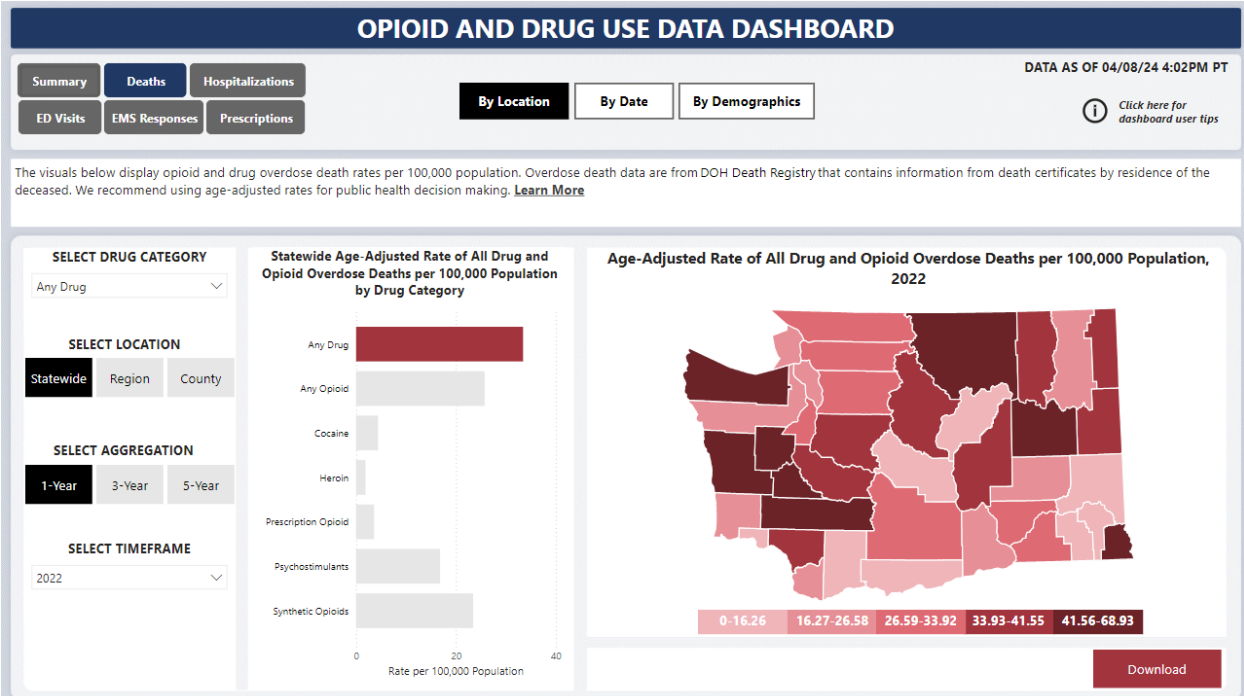 OPIOID AND DRUG USE DATA DASHBOARD
Summary
Deaths
Hospitalizations
ED Visits
EMS Responses
Prescriptions
By Location
By Date
By Demographics
DATA AS OF 04/08/24 4:02PM PT
Click here for
dashboard user tips
The visuals below display opioid and drug overdose death rates per 100,000 population. Overdose death data are from DOH Death Registry that contains information from death certificates by residence of the
deceased. We recommend using age-adjusted rates for public health decision making. Learn More
SELECT DRUG CATEGORY
Any Drug
SELECT LOCATION
Statewide
Region
County
SELECT AGGREGATION
1-Year
3-Year
5-Year
SELECT TIMEFRAME
2022
Statewide Age-Adjusted Rate of All Drug and
Opioid Overdose Deaths per 100,000 Population
by Drug Category
Any Drug
Any Opioid
Cocaine
Heroin
Prescription Opioid
Psychostimulants
Synthetic Opioids
0
20
40
Rate per 100,000 Population
Age-Adjusted Rate of All Drug and Opioid Overdose Deaths per 100,000 Population,
2022
0-16.26
16.27-26.58
26.59-33.92
33.93-41.55
41.56-68.93
Download